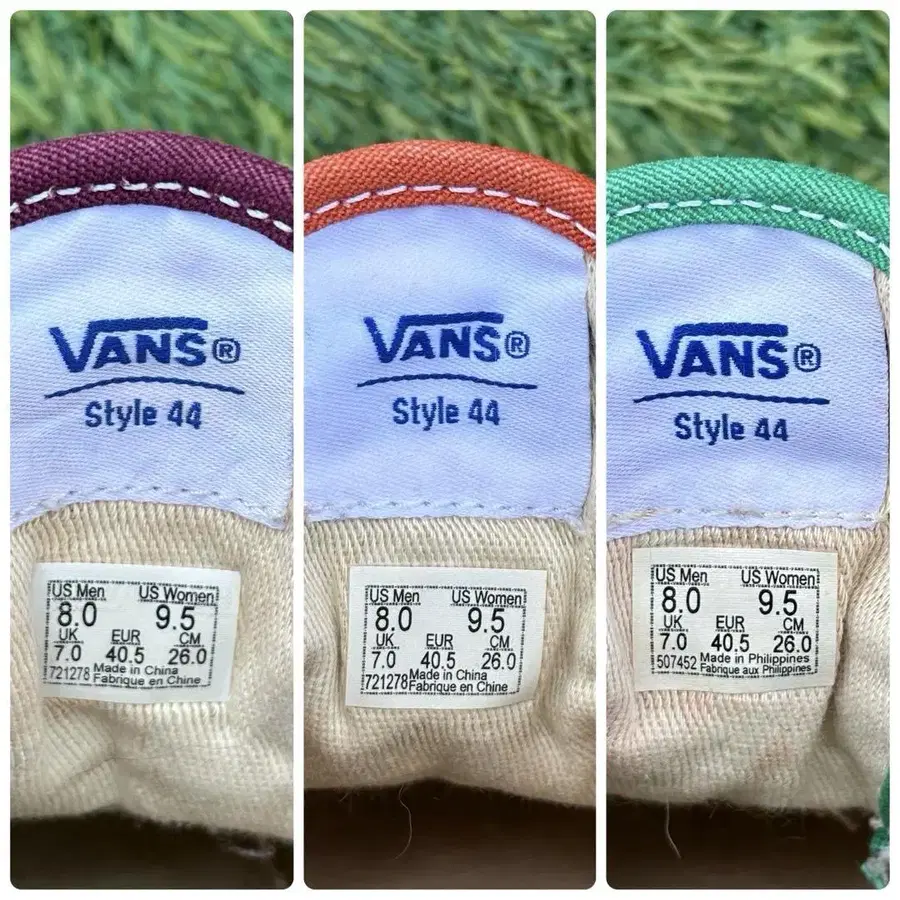 VANS®
Style 44
US Men US Women
8.0 9.5
UK EUR CM
7.0 40.5 26.0
721278 Made in China
Fabrique en Chine
VANS®
Style 44
US Men US Women
8.0 9.5
UK EUR CM
7.0 40.5 26.0
721278 Made in China
Fabrique en Chine
VANS®
Style 44
US Men US Women
8.0 9.5
UK EUR CM
7.0 40.5 26.0
507452 Made in Philippines
Fabrique aux Philippines